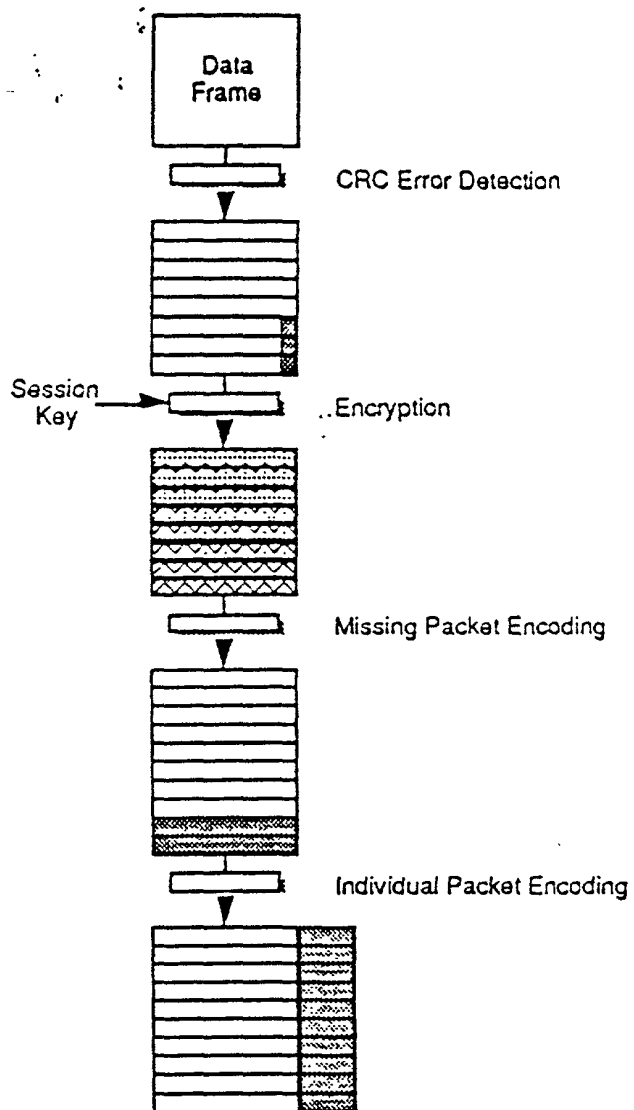 Data
Frame
CRC Error Detection
Session
Key
Encryption
Missing Packet Encoding
Individual Packet Encoding